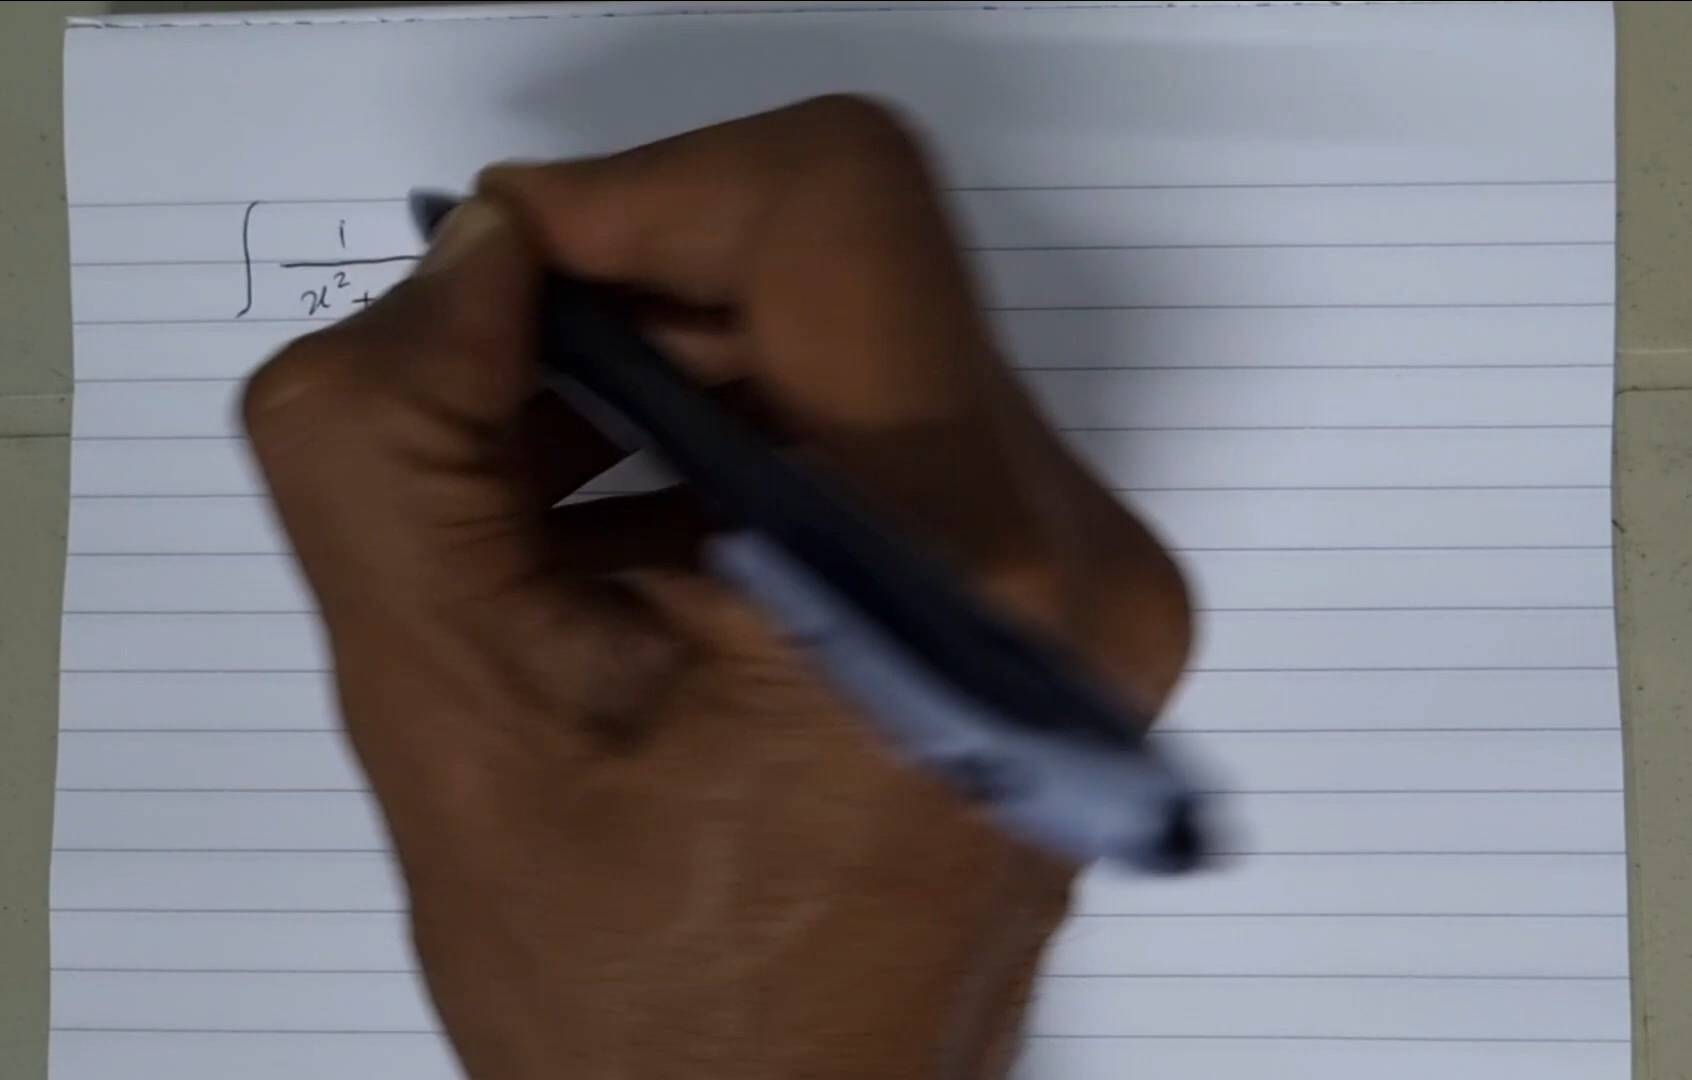 ∫ 1/x² +